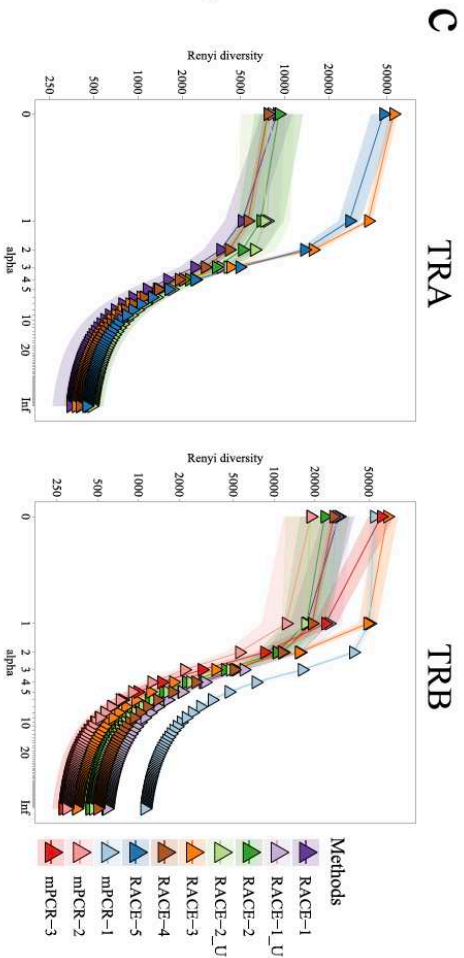 C
TRA
Renyi diversity
250
500
1000
2000
5000
10000
20000
50000
0
1
2
3
4
5
10
20
Inf
alpha
TRB
Renyi diversity
250
500
1000
2000
5000
10000
20000
50000
0
1
2
3
4
5
10
20
Inf
alpha
Methods
RACE-1
RACE-1_U
RACE-2
RACE-2_U
RACE-3
RACE-4
RACE-5
mPCR-1
mPCR-2
mPCR-3